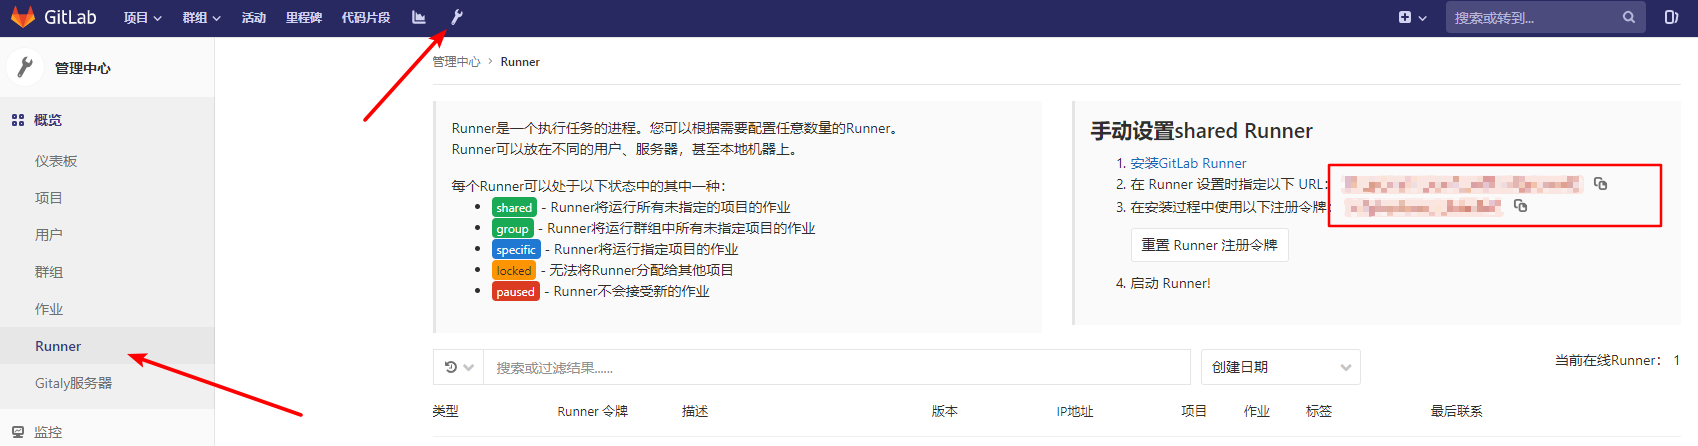 GitLab 项目 群组 活动 里程碑 代码片段 搜索或转到...
管理中心
概览
仪表板
项目
用户
群组
作业
Runner
Gitaly服务器
监控
管理中心 > Runner
Runner是一个执行任务的进程。您可以根据需要配置任意数量的Runner。
Runner可以放在不同的用户、服务器，甚至本地机器上。
每个Runner可以处于以下状态中的其中一种：
shared - Runner将运行所有未指定的项目的作业
group - Runner将运行群组中所有未指定项目的作业
specific - Runner将运行指定项目的作业
locked - 无法将Runner分配给其他项目
paused - Runner不会接受新的作业
手动设置shared Runner
1. 安装GitLab Runner
2. 在 Runner 设置时指定以下 URL：
3. 在安装过程中使用以下注册令牌：
重置 Runner 注册令牌
4. 启动 Runner!
搜索或过滤结果......
创建日期
当前在线Runner： 1
类型 Runner 令牌 描述 版本 IP地址 项目 作业 标签 最后联系